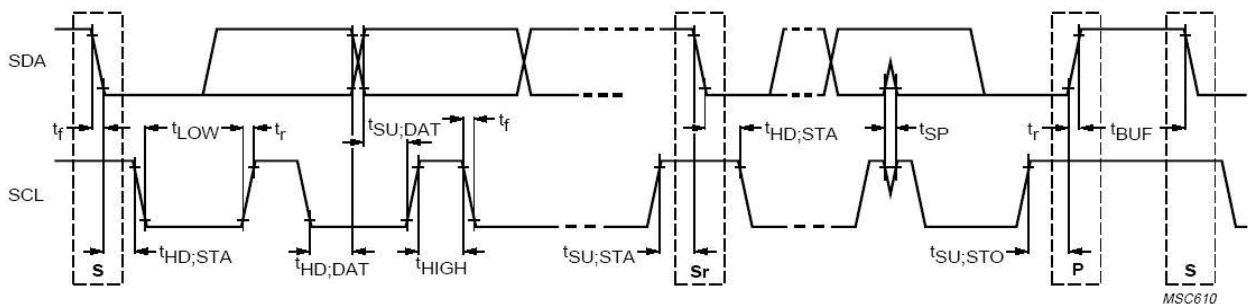 SDA
t_f t_LOW t_r t_SU;DAT t_f t_HD;STA t_SP t_r t_BUF
SCL
t_HD;STA t_HD;DAT t_HIGH t_SU;STA t_SU;STO
S Sr P S
MSC610